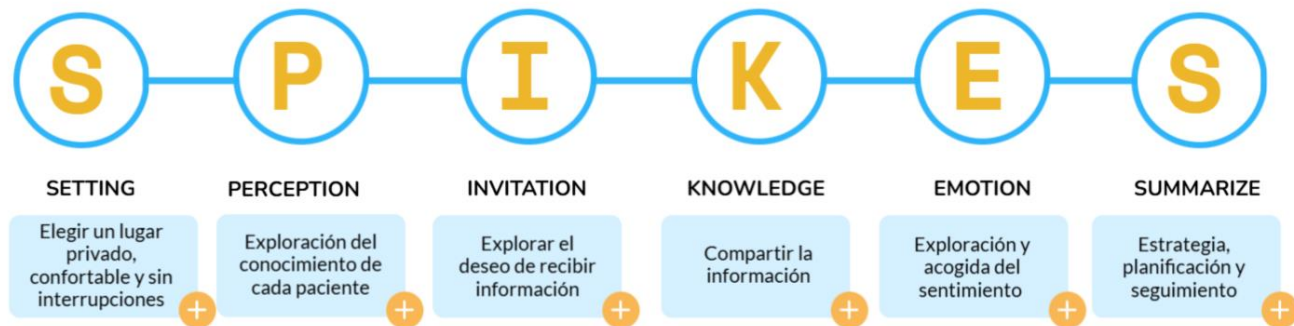 S P I K E S
SETTING
PERCEPTION
INVITATION
KNOWLEDGE
EMOTION
SUMMARIZE
Elegir un lugar
privado,
confortable y sin
interrupciones
Exploración del
conocimiento de
cada paciente
Explorar el
deseo de recibir
información
Compartir la
información
Exploración y
acogida del
sentimiento
Estrategia,
planificación y
seguimiento